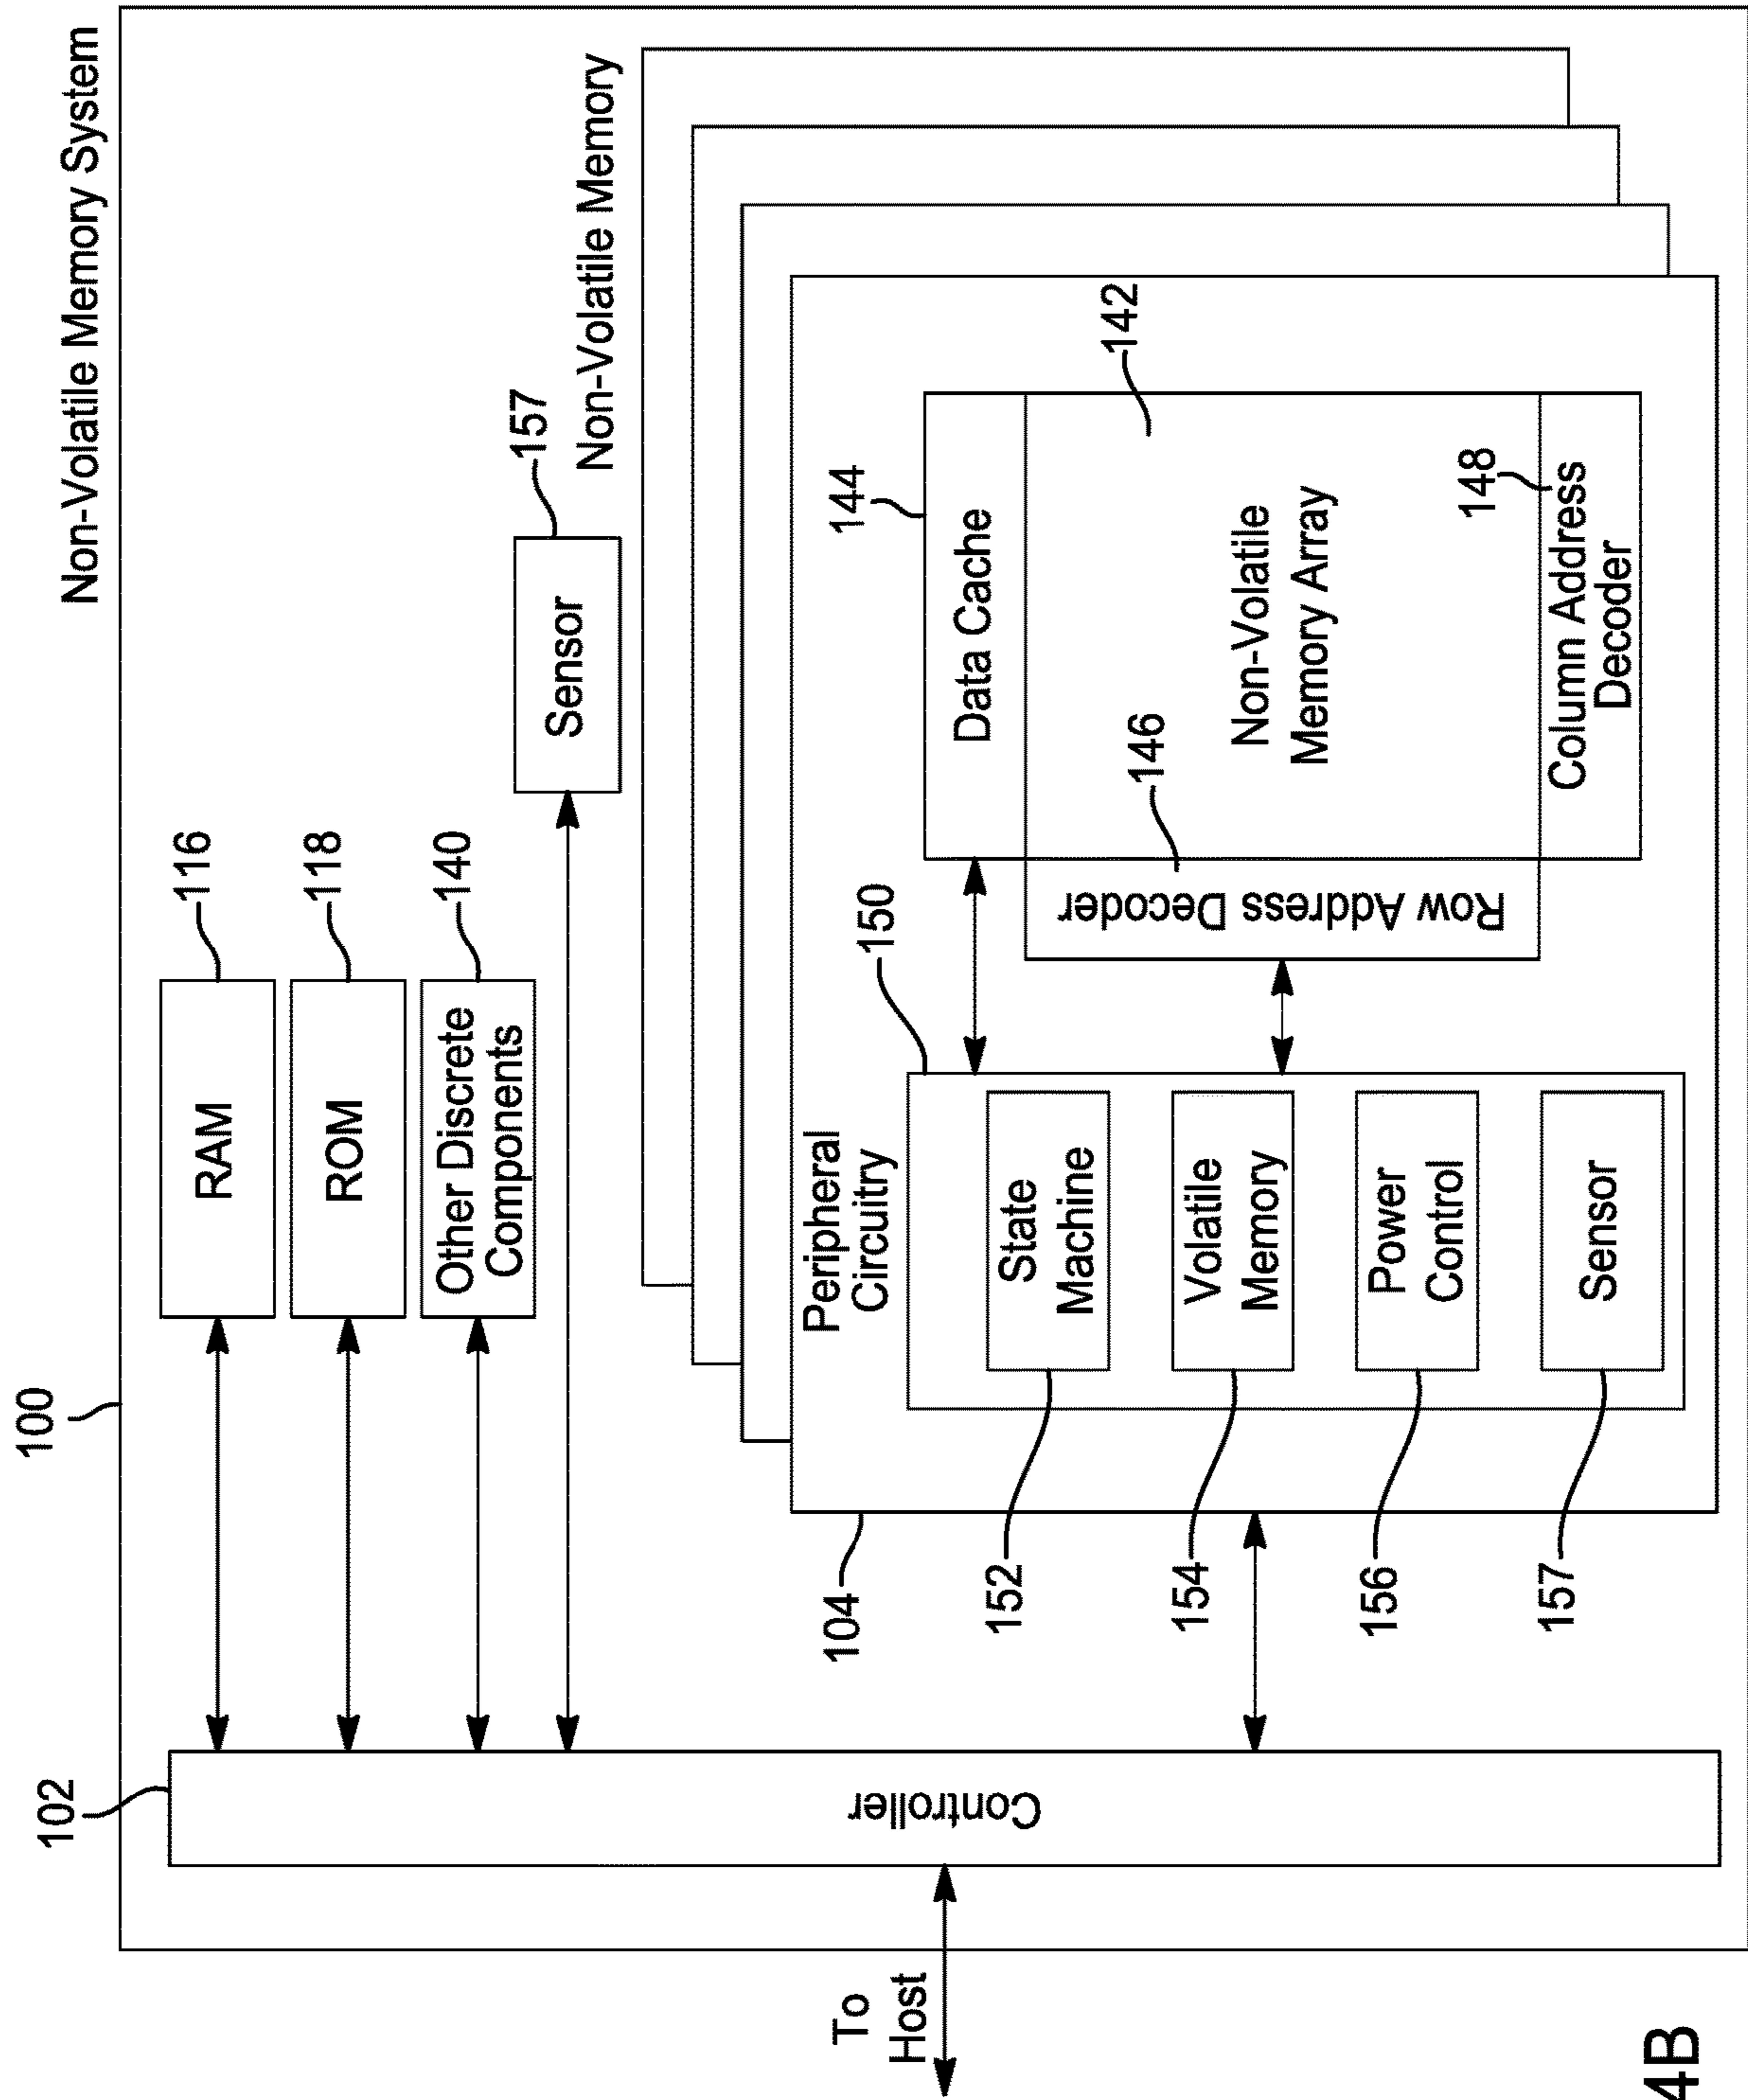 Non-Volatile Memory System
100
102
Controller
To
Host
RAM
116
ROM
118
Other Discrete
Components
140
Sensor
157
Non-Volatile Memory
104
Peripheral
Circuitry
150
State
Machine
152
Volatile
Memory
154
Power
Control
156
Sensor
157
Data Cache
144
Row Address Decoder
146
Non-Volatile
Memory Array
142
Column Address
Decoder
148
4B